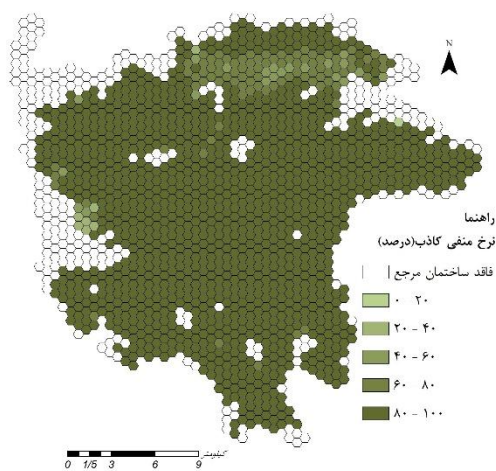 N
راهنما
نرخ منفی کاذب(درصد)
فاقد ساختمان مرجع
۰ ۲۰
۲۰ - ۴۰
۴۰ - ۶۰
۶۰ ۸۰
۸۰ - ۱۰۰
کیلومتر
0 1/5 3 6 9